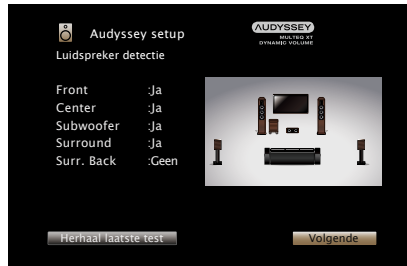 Audyssey setup
AUDYSSEY
MULTEQ XT
DYNAMIC VOLUME
Luidspreker detectie
Front :Ja
Center :Ja
Subwoofer :Ja
Surround :Ja
Surr. Back :Geen
Herhaal laatste test
Volgende